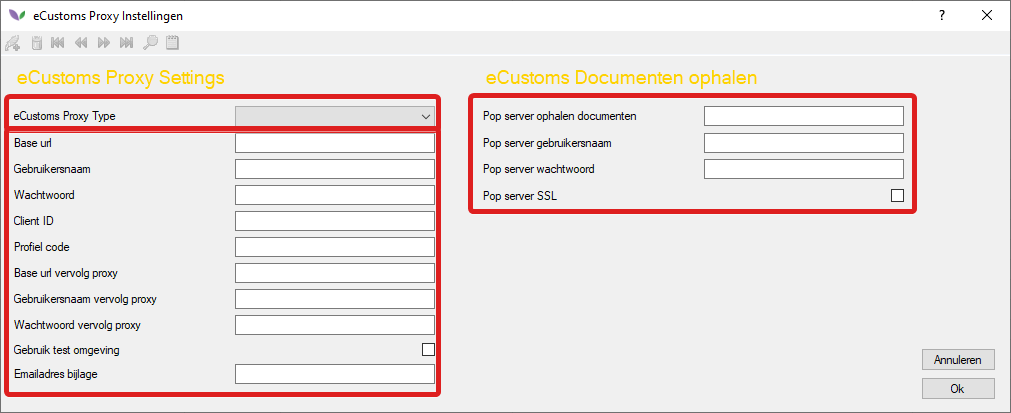 eCustoms Proxy Instellingen
eCustoms Proxy Settings
eCustoms Proxy Type
Base url
Gebruikersnaam
Wachtwoord
Client ID
Profiel code
Base url vervolg proxy
Gebruikersnaam vervolg proxy
Wachtwoord vervolg proxy
Gebruik test omgeving
Emailadres bijlage
eCustoms Documenten ophalen
Pop server ophalen documenten
Pop server gebruikersnaam
Pop server wachtwoord
Pop server SSL
Annuleren
Ok